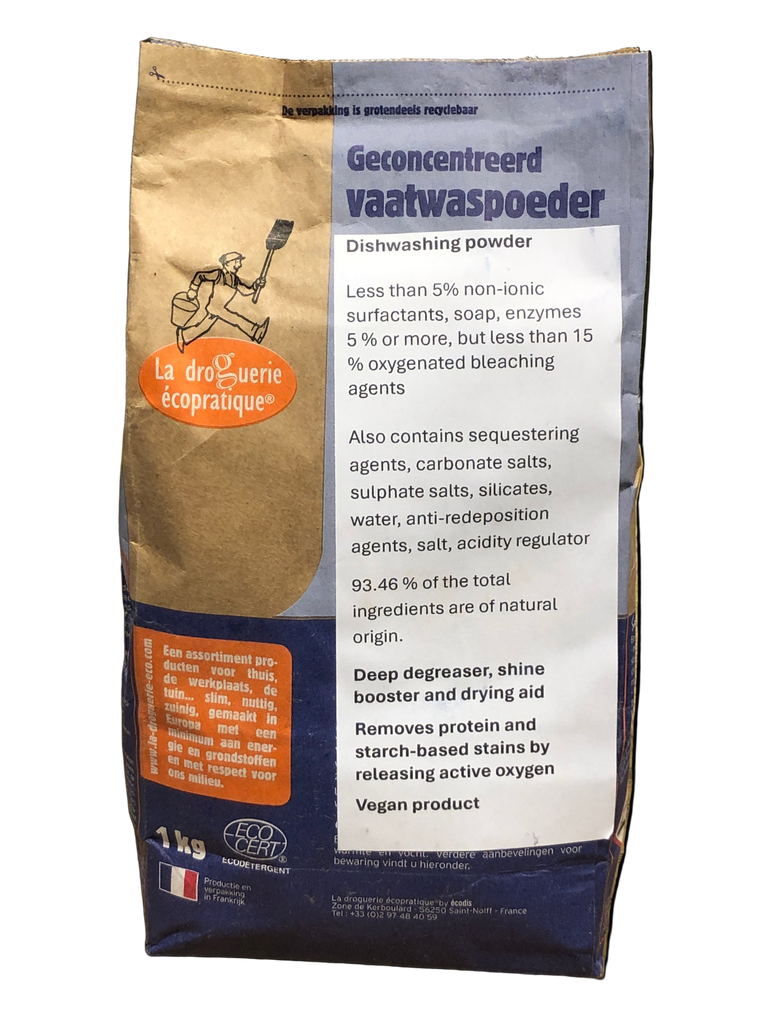 De verpakking is grotendeels recyclebaar
Geconcentreerd
vaatwaspoeder
Dishwashing powder
Less than 5% non-ionic
surfactants, soap, enzymes
5 % or more, but less than 15
% oxygenated bleaching
agents
Also contains sequestering
agents, carbonate salts,
sulphate salts, silicates,
water, anti-redeposition
agents, salt, acidity regulator
93.46 % of the total
ingredients are of natural
origin.
Deep degreaser, shine
booster and drying aid
Removes protein and
starch-based stains by
releasing active oxygen
Vegan product
La droguerie
écopratique®
www.la-droguerie-eco.com
Een assortiment pro-
ducten voor thuis,
de werkplaats, de
tuin... slim, nuttig,
zuinig, gemaakt in
Europa met een
minimum aan ener-
gie en grondstoffen
en met respect voor
ons milieu.
1 kg
ECO
CERT
®
ECODETERGENT
Productie en
verpakking
in Frankrijk
warmte en vocht. Verdere aanbevelingen voor
bewaring vindt u hieronder.
La droguerie écopratique® by écodis
Zone de Kerboulard - 56250 Saint-Nolff - France
Tel : +33 (0)2 97 48 40 59